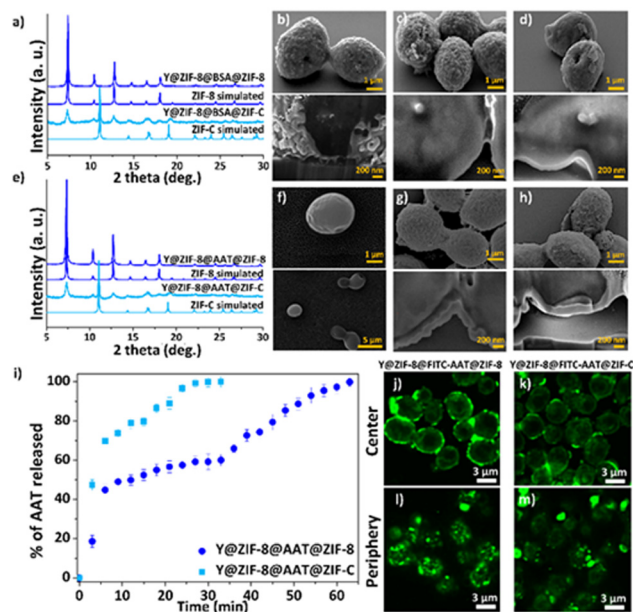 a)
Intensity (a. u.)
Y@ZIF-8@BSA@ZIF-8
ZIF-8 simulated
Y@ZIF-8@BSA@ZIF-C
ZIF-C simulated
5 10 15 20 25 30
2 theta (deg.)
b)
1 μm
200 nm
c)
1 μm
200 nm
d)
1 μm
200 nm
e)
Intensity (a. u.)
Y@ZIF-8@AAT@ZIF-8
ZIF-8 simulated
Y@ZIF-8@AAT@ZIF-C
ZIF-C simulated
5 10 15 20 25 30
2 theta (deg.)
f)
1 μm
5 μm
g)
1 μm
200 nm
h)
1 μm
200 nm
i)
% of AAT released
100
80
60
40
20
0
Y@ZIF-8@AAT@ZIF-8
Y@ZIF-8@AAT@ZIF-C
0 10 20 30 40 50 60
Time [min]
Y@ZIF-8@FITC-AAT@ZIF-8
Y@ZIF-8@FITC-AAT@ZIF-C
Center
j)
3 μm
k)
3 μm
Periphery
l)
3 μm
m)
3 μm